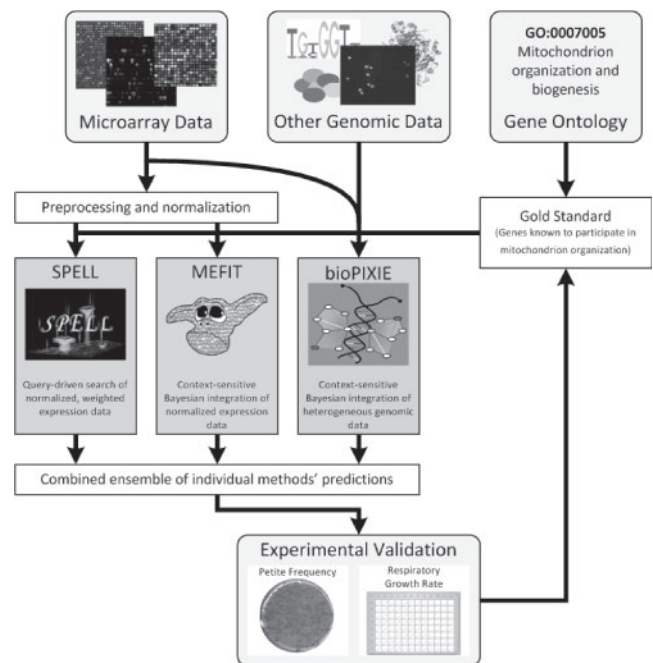 Microarray Data
Other Genomic Data
GO:0007005
Mitochondrion
organization and
biogenesis
Gene Ontology
Preprocessing and normalization
Gold Standard
(Genes known to participate in
mitochondrion organization)
SPELL
SPELL
Query-driven search of
normalized, weighted
expression data
MEFIT
Context-sensitive
Bayesian integration of
normalized expression
data
bioPIXIE
Context-sensitive
Bayesian integration of
heterogeneous genomic
data
Combined ensemble of individual methods' predictions
Experimental Validation
Petite Frequency
Respiratory
Growth Rate